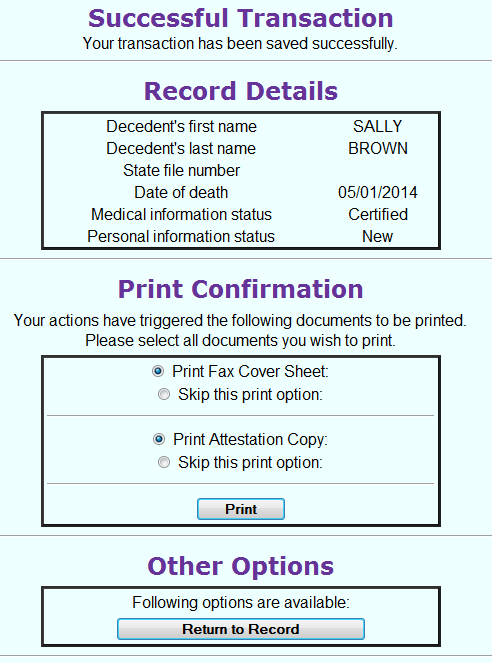 Successful Transaction
Your transaction has been saved successfully.
Record Details
Decedent's first name SALLY
Decedent's last name BROWN
State file number
Date of death 05/01/2014
Medical information status Certified
Personal information status New
Print Confirmation
Your actions have triggered the following documents to be printed.
Please select all documents you wish to print.
Print Fax Cover Sheet:
Skip this print option:
Print Attestation Copy:
Skip this print option:
Print
Other Options
Following options are available:
Return to Record